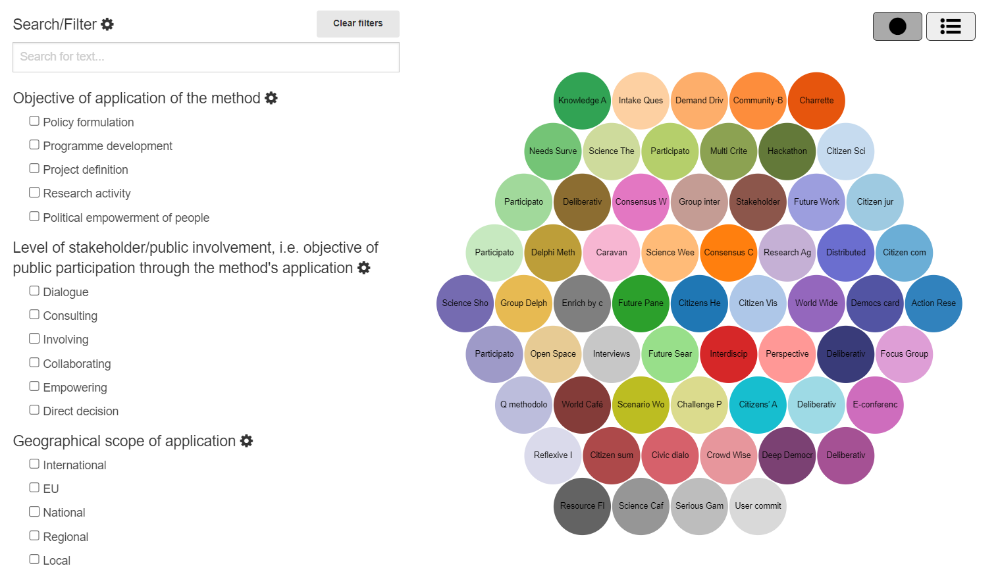 Search/Filter
Clear filters
Search for text...
Objective of application of the method
Policy formulation
Programme development
Project definition
Research activity
Political empowerment of people
Level of stakeholder/public involvement, i.e. objective of
public participation through the method's application
Dialogue
Consulting
Involving
Collaborating
Empowering
Direct decision
Geographical scope of application
International
EU
National
Regional
Local
Knowledge A Intake Ques Demand Driv Community-B Charrette
Needs Surve Science The Participato Multi Crite Hackathon Citizen Sci
Participato Deliberativ Consensus W Group inter Stakeholder Future Work Citizen jur
Participato Delphi Meth Caravan Science Wee Consensus C Research Ag Distributed Citizen com
Science Sho Group Delph Enrich by c Future Pane Citizens He Citizen Vis World Wide Democs card Action Rese
Participato Open Space Interviews Future Sear Interdiscip Perspective Deliberativ Focus Group
Q methodolo World Café Scenario Wo Challenge P Citizens' A Deliberativ E-conferenc
Reflexive I Citizen sum Civic dialo Crowd Wise Deep Democr Deliberativ
Resource Fl Science Caf Serious Gam User commit